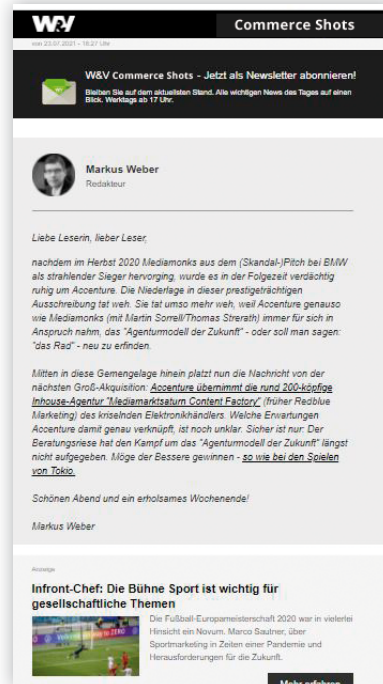 W&V
Commerce Shots
von 23.07.2021 - 18:27 Uhr
W&V Commerce Shots - Jetzt als Newsletter abonnieren!
Bleiben Sie auf dem aktuellsten Stand. Alle wichtigen News des Tages auf einen
Blick. Werktags ab 17 Uhr.
Markus Weber
Redakteur
Liebe Leserin, lieber Leser,
nachdem im Herbst 2020 Mediamonks aus dem (Skandal-)Pitch bei BMW
als strahlender Sieger hervorging, wurde es in der Folgezeit verdächtig
ruhig um Accenture. Die Niederlage in dieser prestigeträchtigen
Ausschreibung tat weh. Sie tat umso mehr weh, weil Accenture genauso
wie Mediamonks (mit Martin Sorrell/Thomas Strerath) immer für sich in
Anspruch nahm, das "Agenturmodell der Zukunft" - oder soll man sagen:
"das Rad" - neu zu erfinden.
Mitten in diese Gemengelage hinein platzt nun die Nachricht von der
nächsten Groß-Akquisition: Accenture übernimmt die rund 200-köpfige
Inhouse-Agentur "Mediamarktsaturn Content Factory" (früher Redblue
Marketing) des kriselnden Elektronikhändlers. Welche Erwartungen
Accenture damit genau verknüpft, ist noch unklar. Sicher ist nur: Der
Beratungsriese hat den Kampf um das "Agenturmodell der Zukunft" längst
nicht aufgegeben. Möge der Bessere gewinnen - so wie bei den Spielen
von Tokio.
Schönen Abend und ein erholsames Wochenende!
Markus Weber
Anzeige
Infront-Chef: Die Bühne Sport ist wichtig für
gesellschaftliche Themen
Die Fußball-Europameisterschaft 2020 war in vielerlei
Hinsicht ein Novum. Marco Sautner, über
Sportmarketing in Zeiten einer Pandemie und
Herausforderungen für die Zukunft.
Mehr erfahren